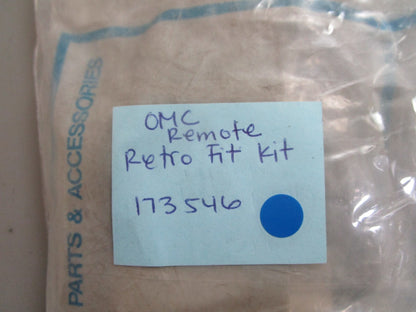 OMC
Remote
Retro Fit Kit
173546
PARTS & ACCESSORIES